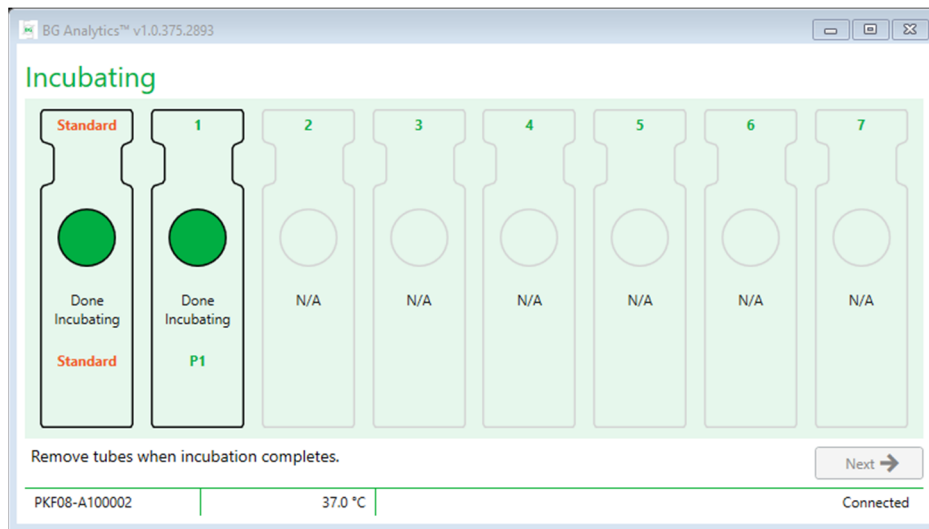 BG Analytics™ v1.0.375.2893
Incubating
Standard 1 2 3 4 5 6 7
Done Incubating
Done Incubating
N/A N/A N/A N/A N/A N/A
Standard P1
Remove tubes when incubation completes.
Next
PKF08-A100002 37.0 °C Connected